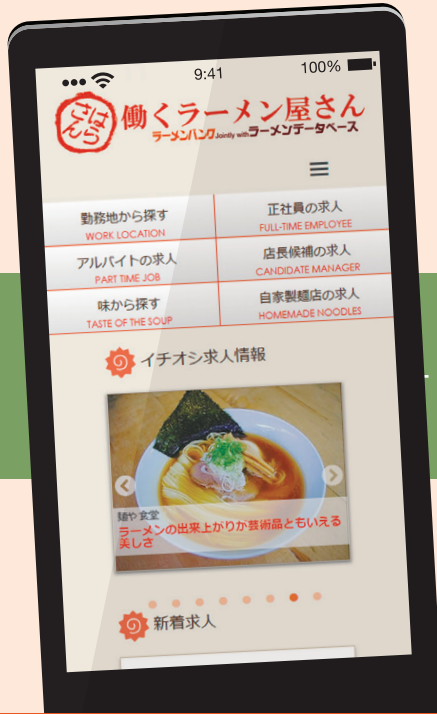 9:41
100%
はらさん
働くラーメン屋さん
ラーメンバンク Jointly with ラーメンデータベース
勤務地から探す
WORK LOCATION
正社員の求人
FULL-TIME EMPLOYEE
アルバイトの求人
PART TIME JOB
店長候補の求人
CANDIDATE MANAGER
味から探す
TASTE OF THE SOUP
自家製麺店の求人
HOMEMADE NOODLES
イチオシ求人情報
麺や 食堂
ラーメンの出来上がりが芸術品ともいえる
美しさ
新着求人